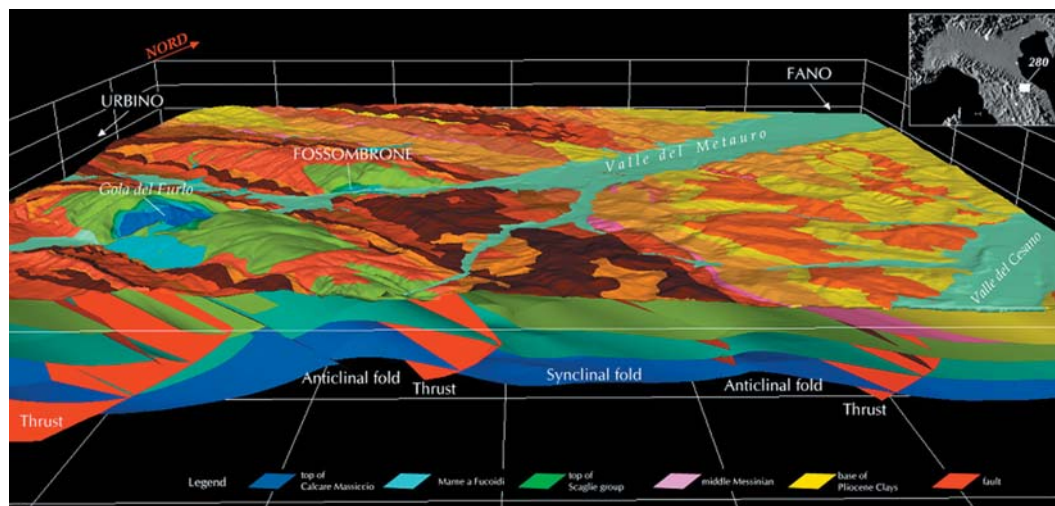 NORD
280
FANO
URBINO
Valle del Metauro
FOSSOMBRONE
Gola del Furlo
Valle del Cesano
Anticlinal fold
Thrust
Synclinal fold
Anticlinal fold
Thrust
Thrust
Legend
top of
Calcare Massiccio
Marne a Fucoidi
top of
Scaglie group
middle Messinian
base of
Pliocene Clays
fault